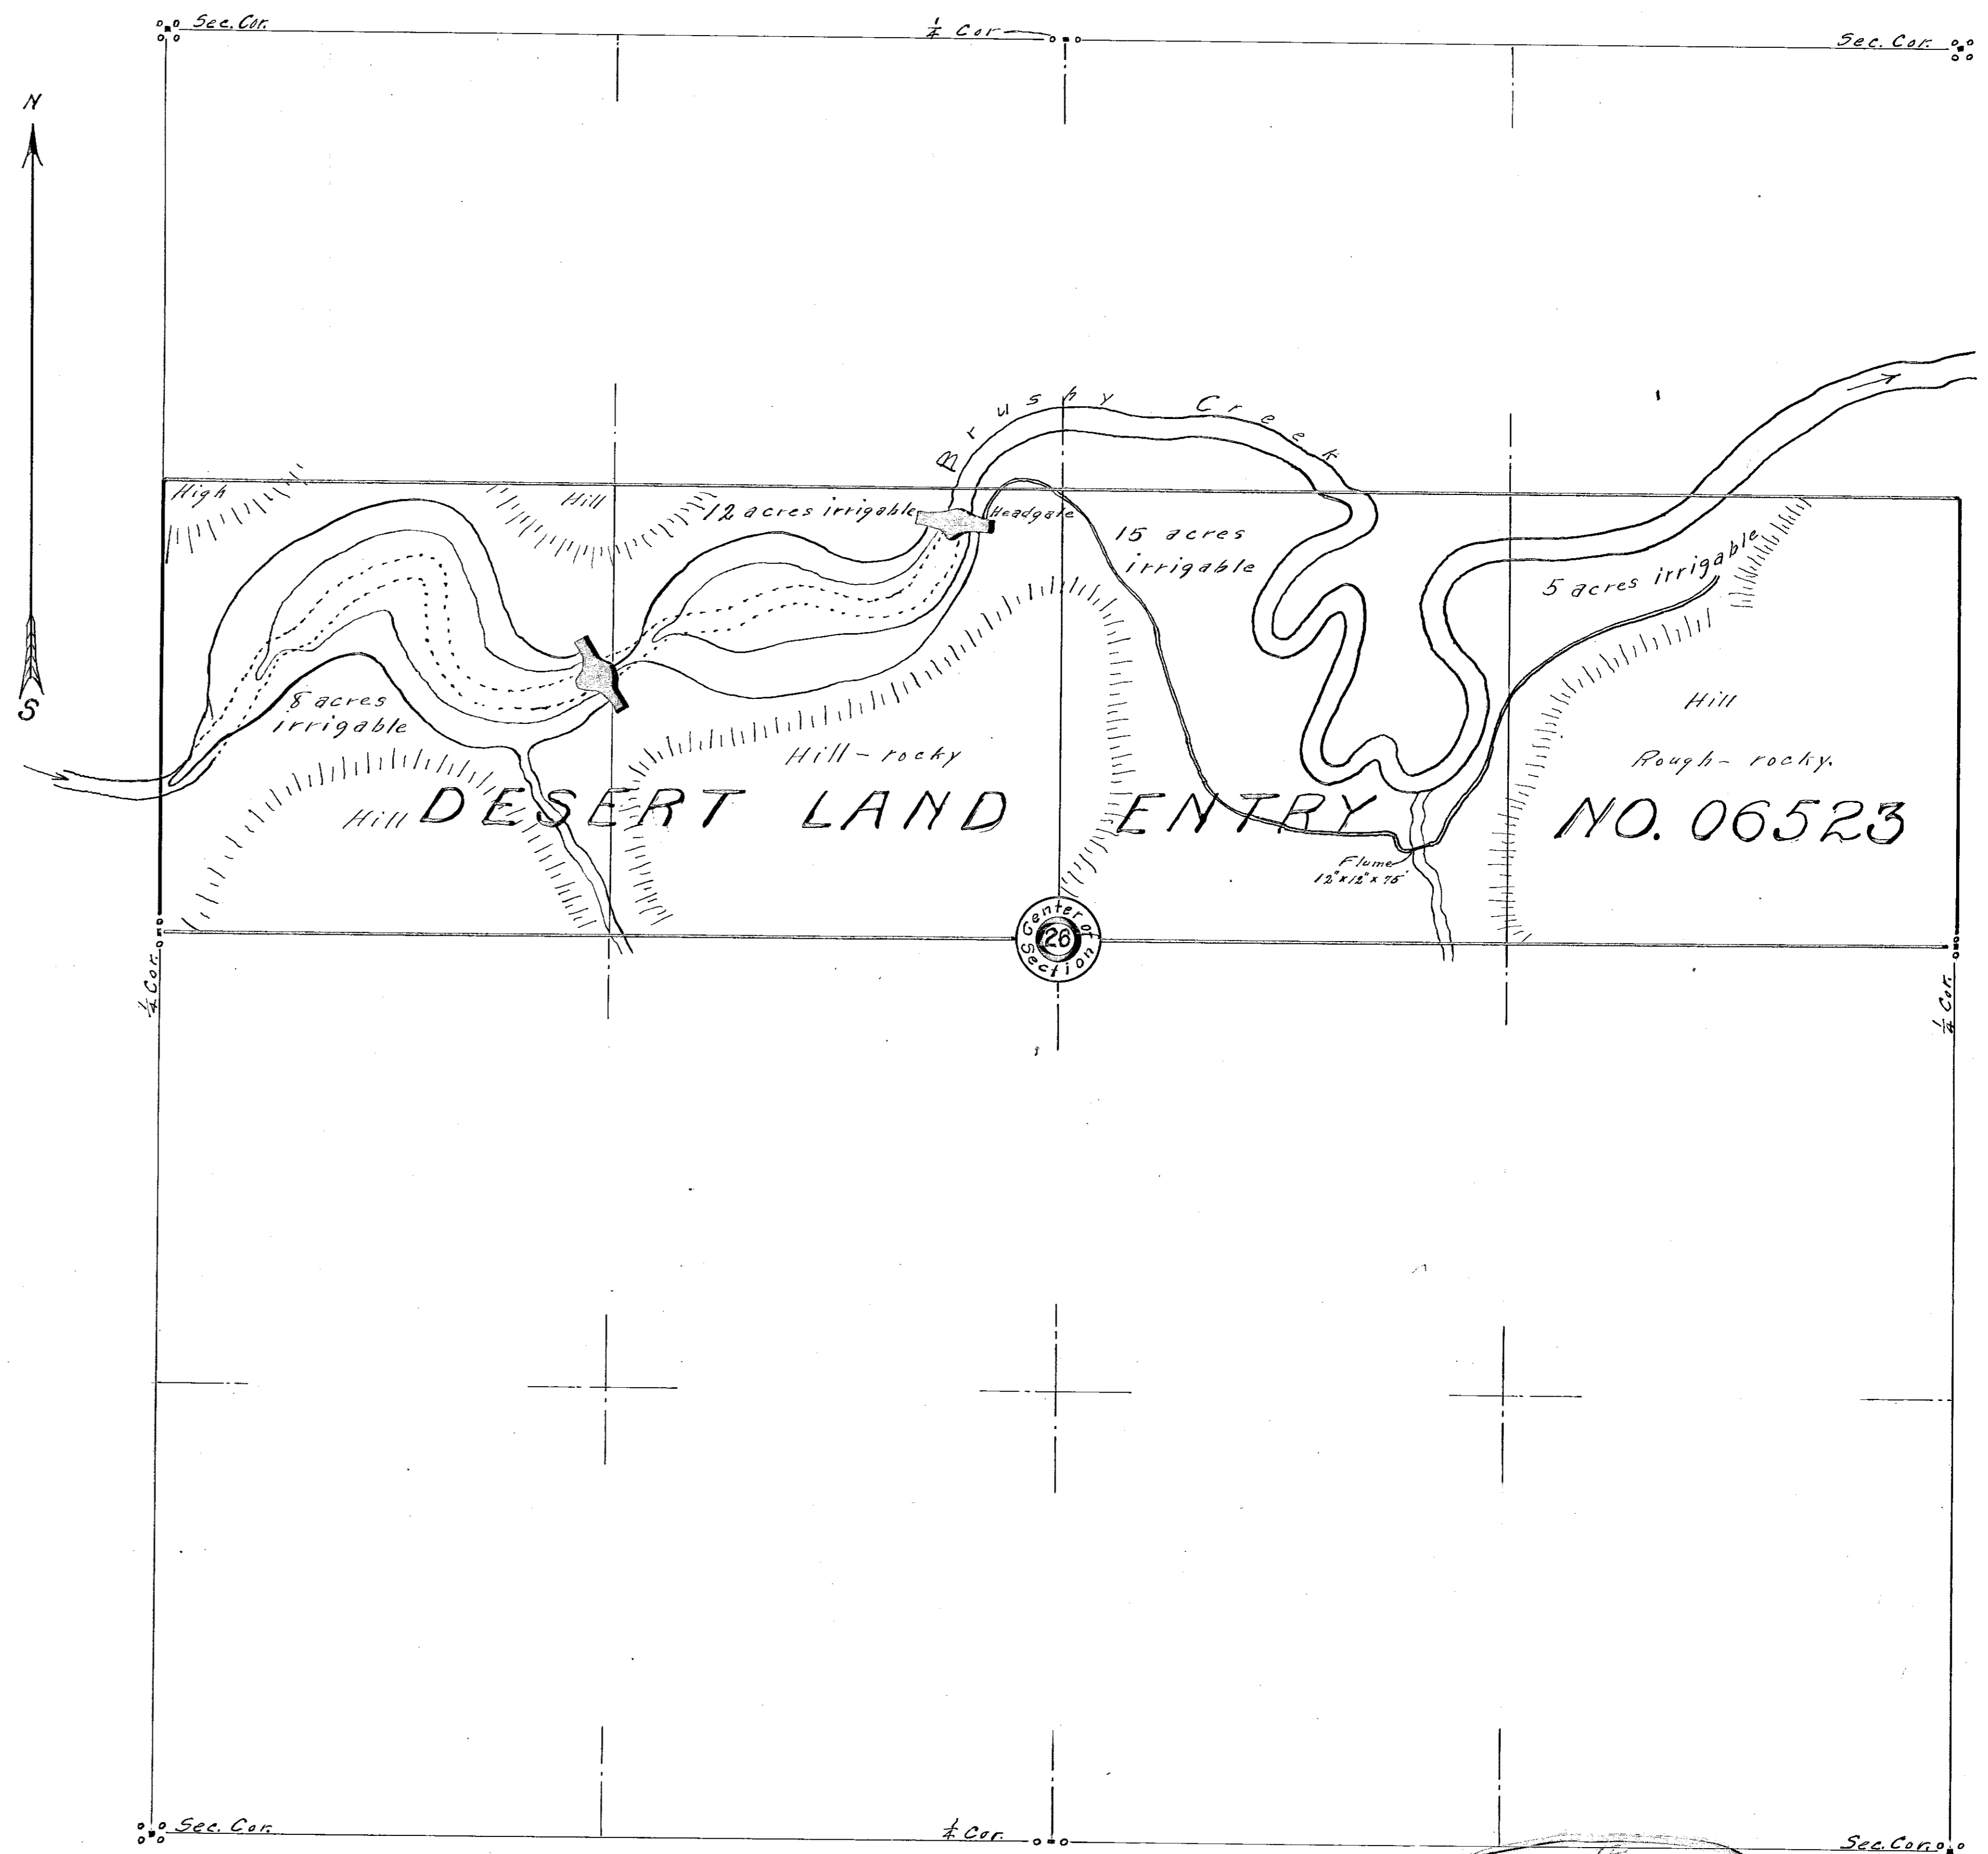 Sec. Cor.
1/4 Cor
Sec. Cor.
N
S
Brushy Creek
High
Hill
12 acres irrigable
Headgate
15 acres
irrigable
5 acres irrigable
8 acres
irrigable
Hill - rocky
Hill
Rough - rocky.
Hill
DESERT LAND ENTRY NO. 06523
Flume
12"x12"x75'
Center of
26
Section
1/4 Cor.
1/4 Cor.
Sec. Cor.
1/4 Cor.
Sec. Cor.